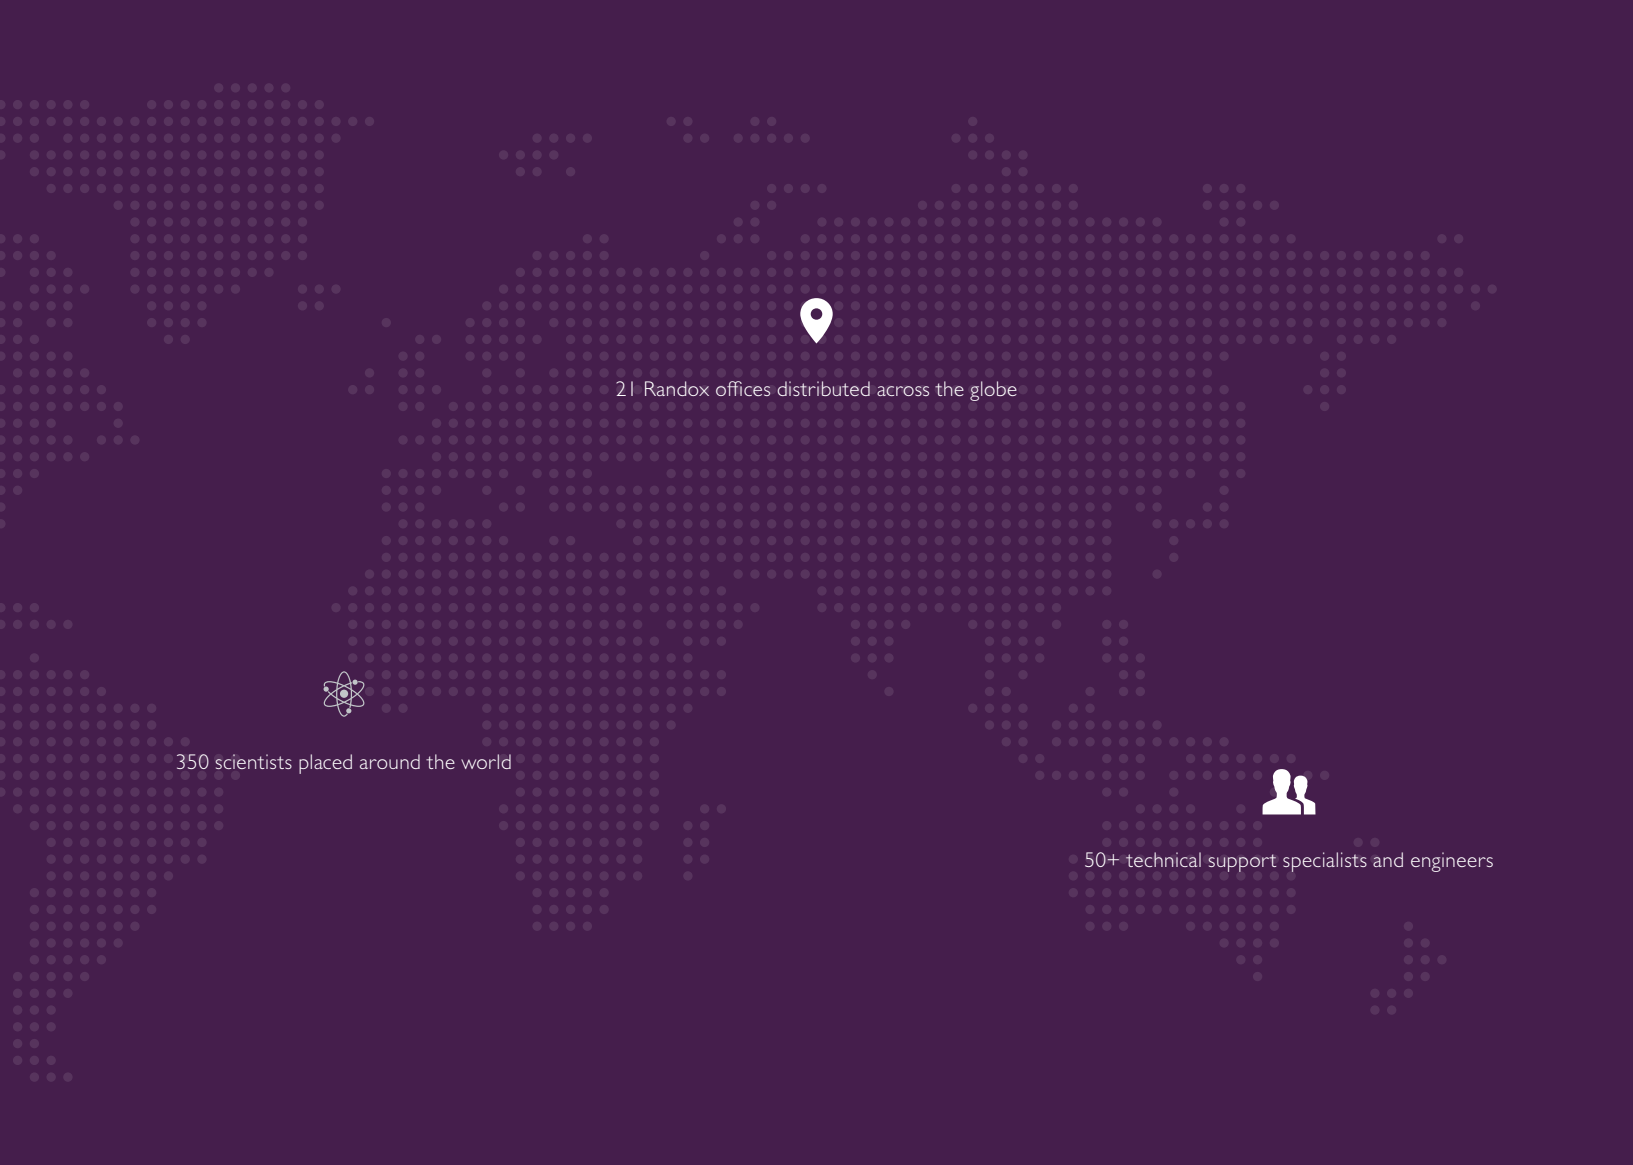 21 Randox offices distributed across the globe
350 scientists placed around the world
50+ technical support specialists and engineers